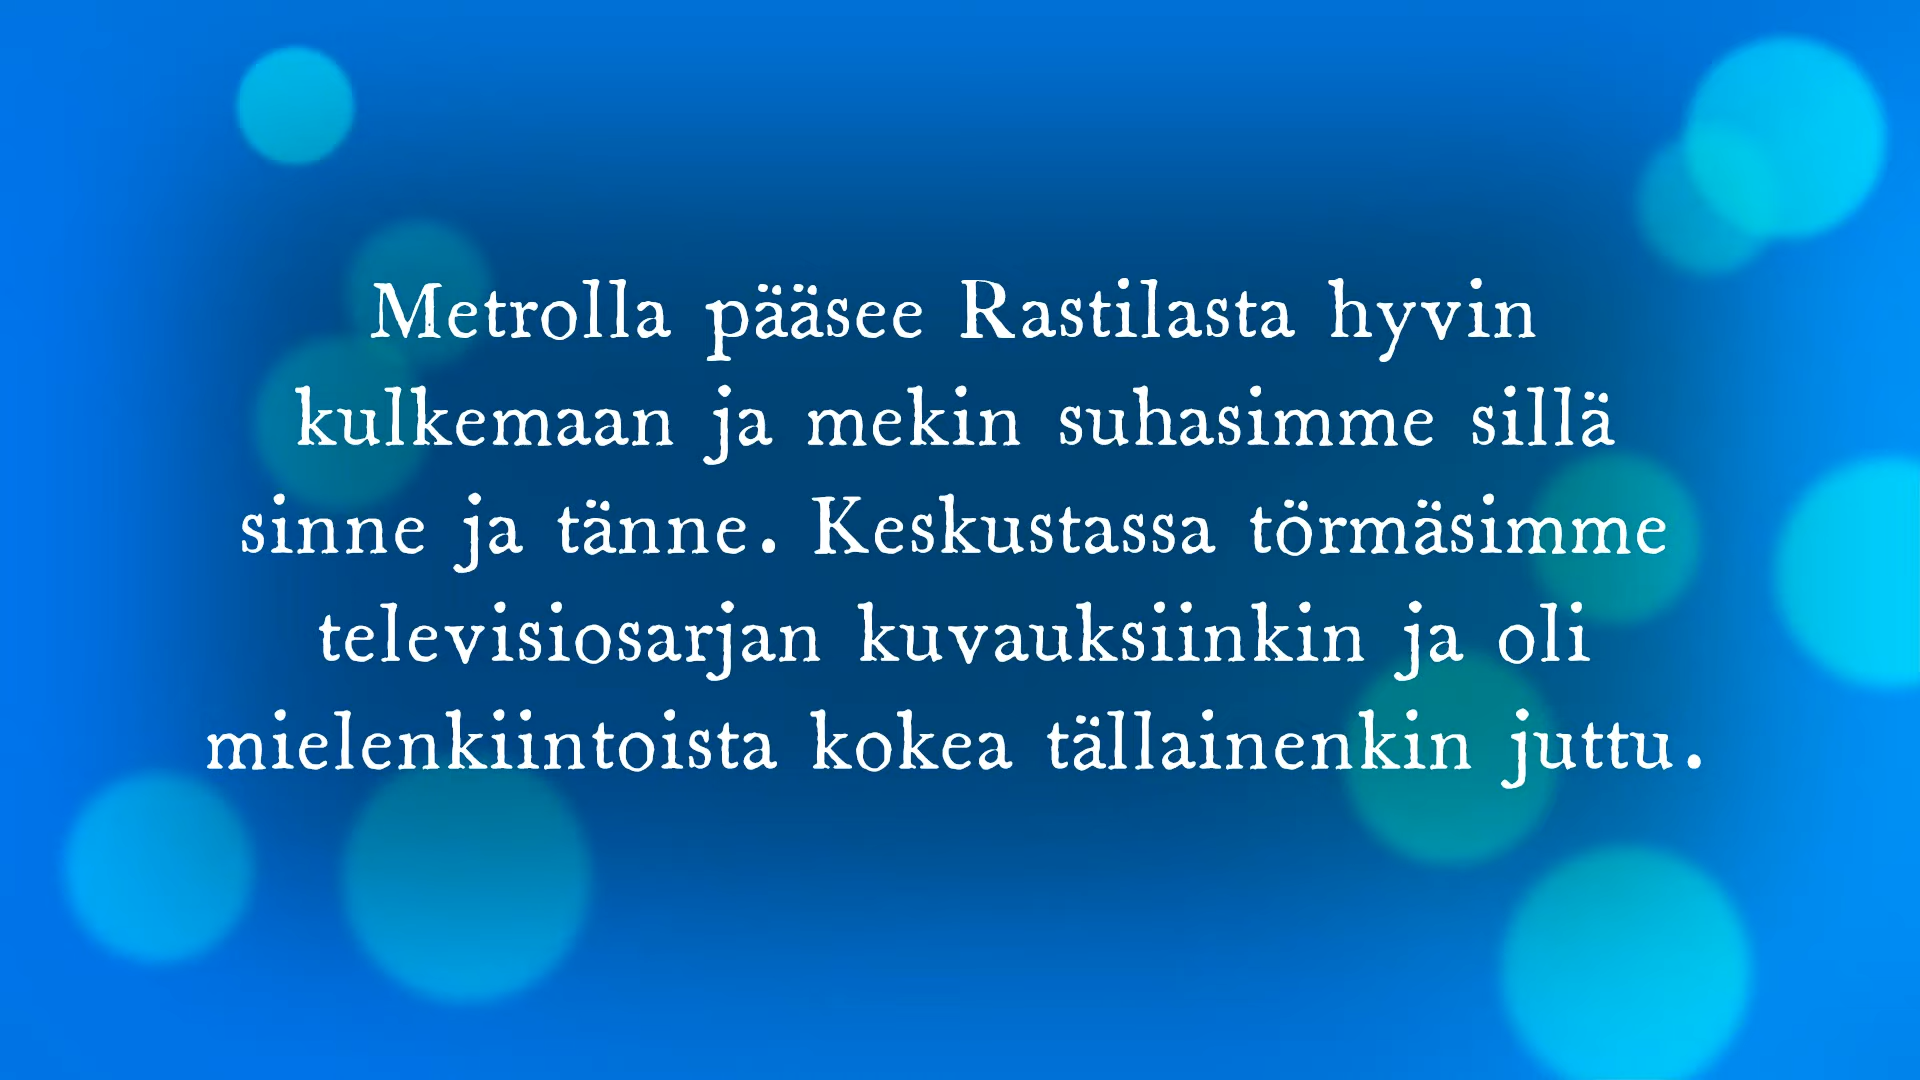 Metrolla pääsee Rastilasta hyvin
kulkemaan ja mekin suhasimme sillä
sinne ja tänne. Keskustassa törmäsimme
televisiosarjan kuvauksiinkin ja oli
mielenkiintoista kokea tällainenkin juttu.